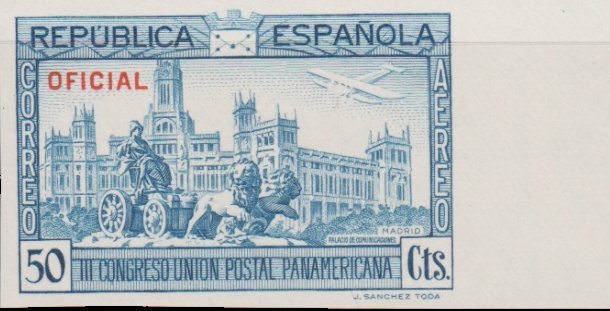 REPUBLICA ESPAÑOLA
CORREO
OFICIAL
AEREO
MADRID
PALACIO DE COMUNICACIONES
50 III CONGRESO UNION POSTAL PANAMERICANA Cts.
J. SANCHEZ TODA